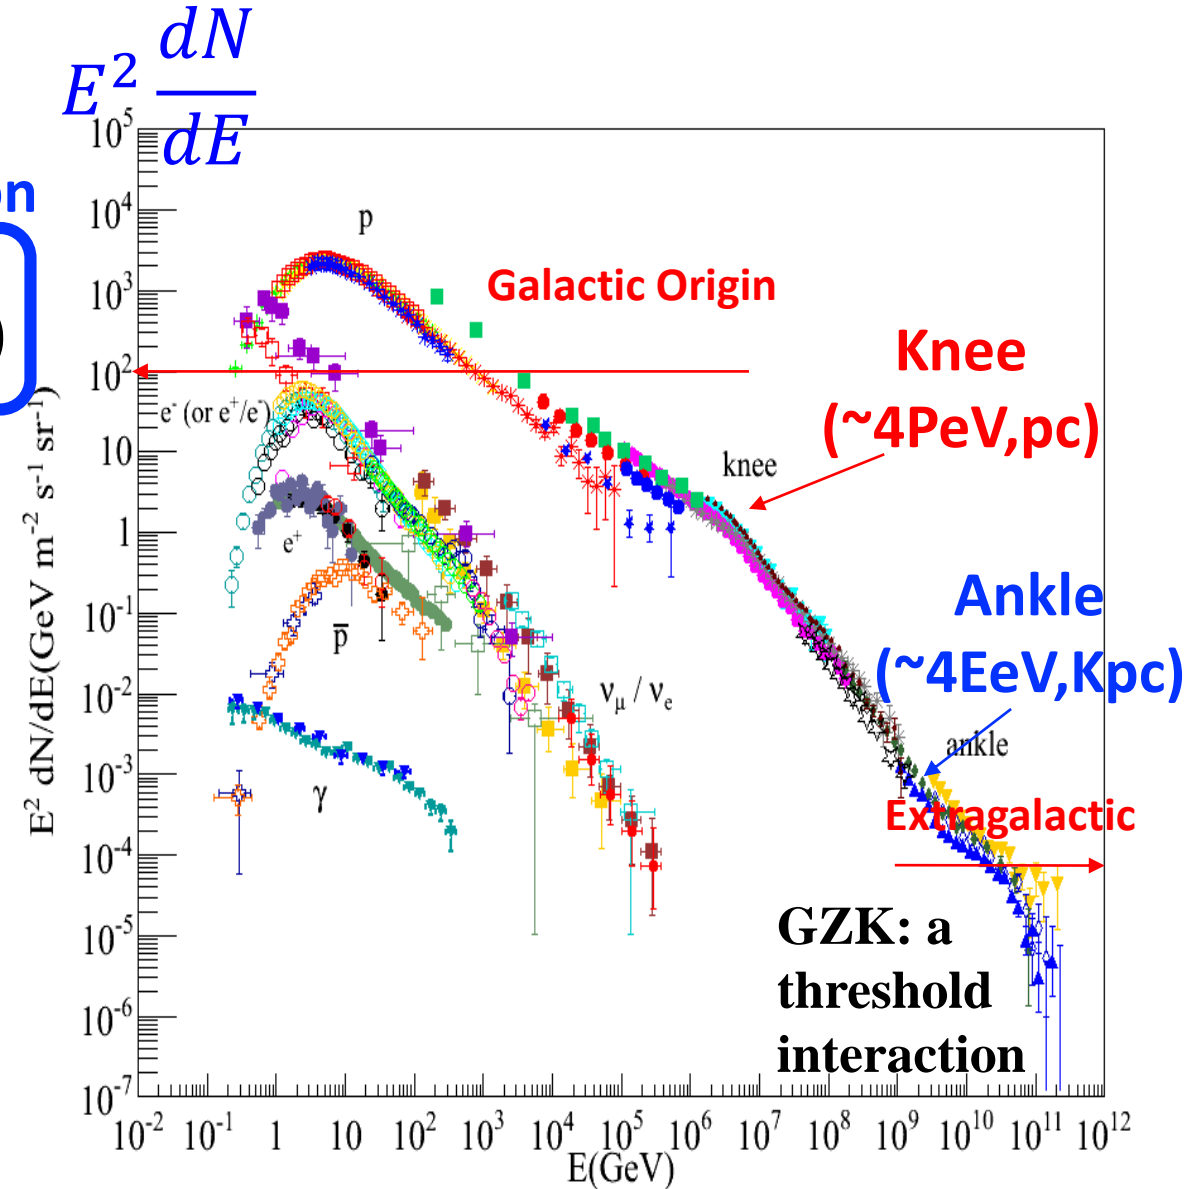 E² dN/dE
on
)
10⁵
10⁴
10³
10²
10
1
10⁻¹
10⁻²
10⁻³
10⁻⁴
10⁻⁵
10⁻⁶
10⁻⁷
E² dN/dE(GeV m⁻² s⁻¹ sr⁻¹)
p
Galactic Origin
Knee
(~4PeV,pc)
knee
e⁻ (or e⁺/e⁻)
e⁺
p̅
Ankle
(~4EeV,Kpc)
ν_μ / ν_e
ankle
γ
Extragalactic
GZK: a
threshold
interaction
10⁻² 10⁻¹ 1 10 10² 10³ 10⁴ 10⁵ 10⁶ 10⁷ 10⁸ 10⁹ 10¹⁰ 10¹¹ 10¹²
E(GeV)